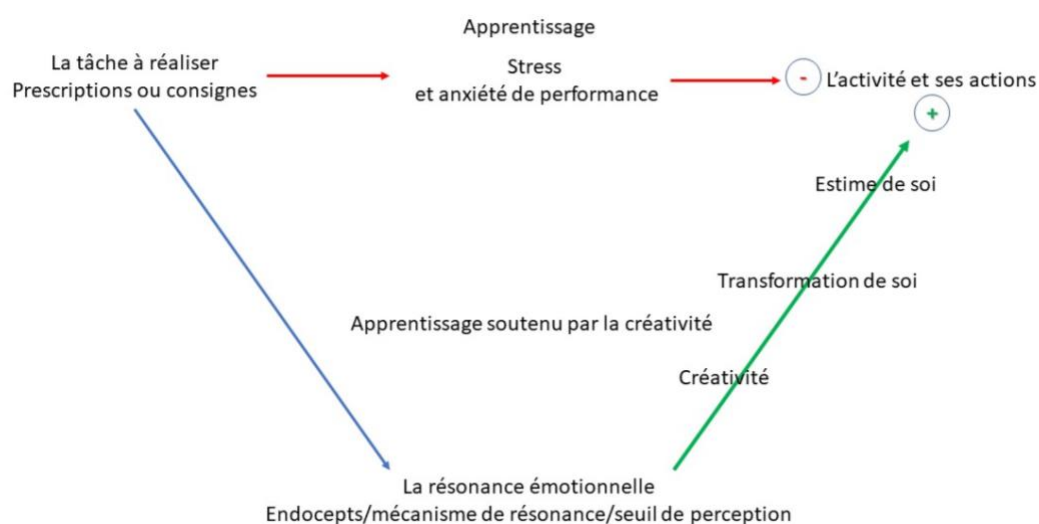 Apprentissage
La tâche à réaliser
Prescriptions ou consignes
Stress
et anxiété de performance
- L’activité et ses actions
+
Estime de soi
Transformation de soi
Apprentissage soutenu par la créativité
Créativité
La résonance émotionnelle
Endocepts/mécanisme de résonance/seuil de perception